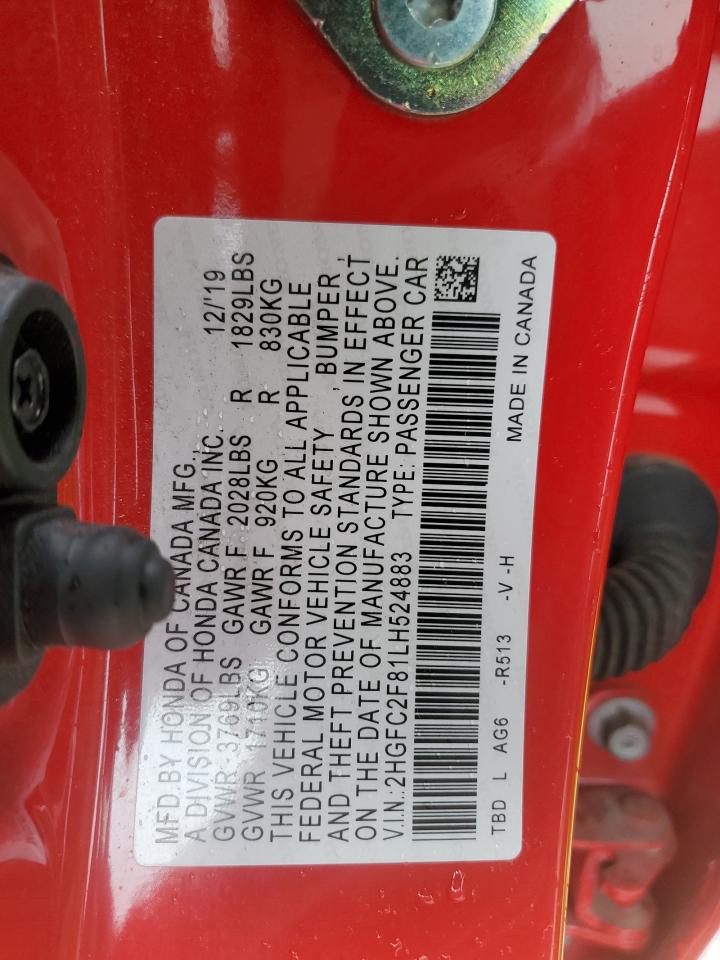 MFD.BY HONDA OF CANADA MFG., 12/'19
A DIVISION OF HONDA CANADA INC.
GVWR 3769LBS GAWR F 2028LBS R 1829LBS
GVWR 1710KG GAWR F 920KG R 830KG
THIS VEHICLE CONFORMS TO ALL APPLICABLE
FEDERAL MOTOR VEHICLE SAFETY , BUMPER ,
AND THEFT PREVENTION STANDARDS IN EFFECT
ON THE DATE OF MANUFACTURE SHOWN ABOVE.
V.I.N.:2HGFC2F81LH524883 TYPE: PASSENGER CAR
TBD L AG6 -R513 -V -H MADE IN CANADA